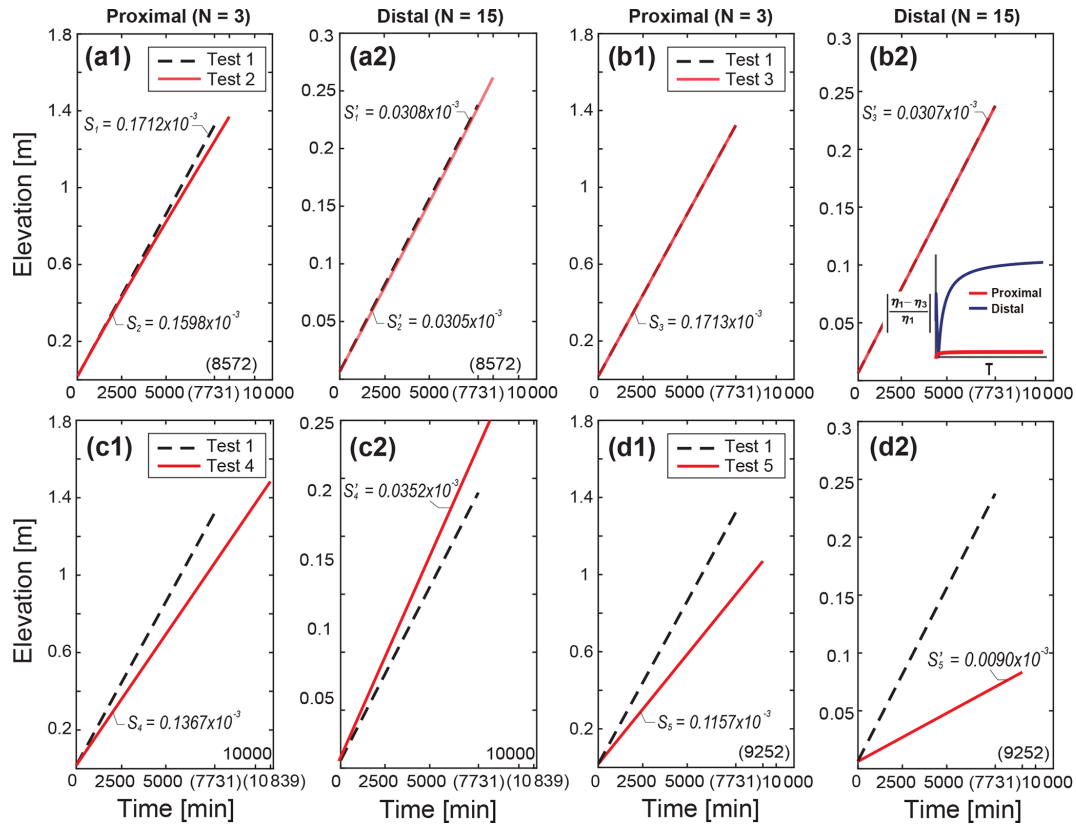 Proximal (N = 3)
Distal (N = 15)
Proximal (N = 3)
Distal (N = 15)
Elevation [m]
1.8
1.4
1
0.6
0.2
(a1)
Test 1
Test 2
S₁ = 0.1712x10⁻³
S₂ = 0.1598x10⁻³
(8572)
2500 5000 (7731) 10 000
0.3
0.25
0.2
0.15
0.1
0.05
(a2)
S′₁ = 0.0308x10⁻³
S′₂ = 0.0305x10⁻³
(8572)
2500 5000 (7731) 10 000
1.8
1.4
1
0.6
0.2
(b1)
Test 1
Test 3
S₃ = 0.1713x10⁻³
2500 5000 (7731) 10 000
0.3
0.25
0.2
0.15
0.1
0.05
(b2)
S′₃ = 0.0307x10⁻³
|η₁ – η₃ / η₁|
Proximal
Distal
T
2500 5000 (7731) 10 000
Elevation [m]
1.8
1.4
1
0.6
0.2
(c1)
Test 1
Test 4
S₄ = 0.1367x10⁻³
10000
2500 5000 (7731) (10 839)
Time [min]
0.25
0.2
0.15
0.1
0.05
(c2)
S′₄ = 0.0352x10⁻³
10000
2500 5000 (7731) (10 839)
Time [min]
1.8
1.4
1
0.6
0.2
(d1)
Test 1
Test 5
S₅ = 0.1157x10⁻³
(9252)
2500 5000 (7731) 10 000
Time [min]
0.3
0.25
0.2
0.15
0.1
0.05
(d2)
S′₅ = 0.0090x10⁻³
(9252)
2500 5000 (7731) 10 000
Time [min]